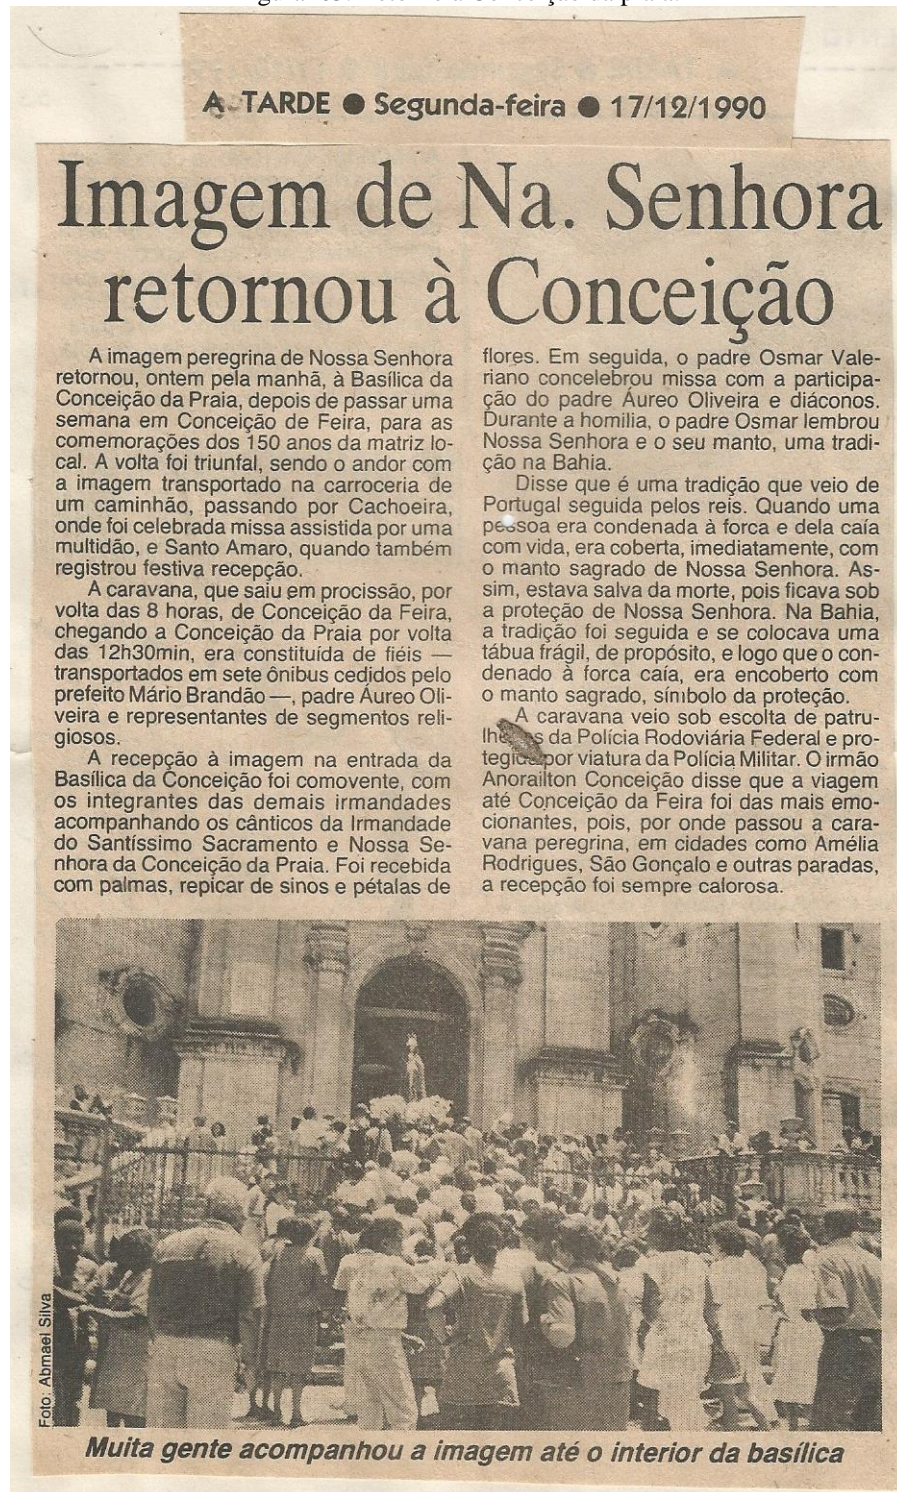 A TARDE ● Segunda-feira ● 17/12/1990
Imagem de Na. Senhora
retornou à Conceição
A imagem peregrina de Nossa Senhora
retornou, ontem pela manhã, à Basílica da
Conceição da Praia, depois de passar uma
semana em Conceição de Feira, para as
comemorações dos 150 anos da matriz lo-
cal. A volta foi triunfal, sendo o andor com
a imagem transportado na carroceria de
um caminhão, passando por Cachoeira,
onde foi celebrada missa assistida por uma
multidão, e Santo Amaro, quando também
registrou festiva recepção.
A caravana, que saiu em procissão, por
volta das 8 horas, de Conceição da Feira,
chegando a Conceição da Praia por volta
das 12h30min, era constituída de fiéis —
transportados em sete ônibus cedidos pelo
prefeito Mário Brandão —, padre Áureo Oli-
veira e representantes de segmentos reli-
giosos.
A recepção à imagem na entrada da
Basílica da Conceição foi comovente, com
os integrantes das demais irmandades
acompanhando os cânticos da Irmandade
do Santíssimo Sacramento e Nossa Se-
nhora da Conceição da Praia. Foi recebida
com palmas, repicar de sinos e pétalas de
flores. Em seguida, o padre Osmar Vale-
riano concelebrou missa com a participa-
ção do padre Áureo Oliveira e diáconos.
Durante a homilia, o padre Osmar lembrou
Nossa Senhora e o seu manto, uma tradi-
ção na Bahia.
Disse que é uma tradição que veio de
Portugal seguida pelos reis. Quando uma
pessoa era condenada à forca e dela caía
com vida, era coberta, imediatamente, com
o manto sagrado de Nossa Senhora. As-
sim, estava salva da morte, pois ficava sob
a proteção de Nossa Senhora. Na Bahia,
a tradição foi seguida e se colocava uma
tábua frágil, de propósito, e logo que o con-
denado à forca caía, era encoberto com
o manto sagrado, símbolo da proteção.
A caravana veio sob escolta de patru-
da Polícia Rodoviária Federal e pro-
tegida por viatura da Polícia Militar. O irmão
Anorailton Conceição disse que a viagem
até Conceição da Feira foi das mais emo-
cionantes, pois, por onde passou a cara-
vana peregrina, em cidades como Amélia
Rodrigues, São Gonçalo e outras paradas,
a recepção foi sempre calorosa.
Foto: Abmael Silva
Muita gente acompanhou a imagem até o interior da basílica